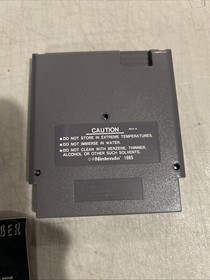 CAUTION
•DO NOT STORE IN EXTREME TEMPERATURES.
•DO NOT IMMERSE IN WATER.
•DO NOT CLEAN WITH BENZENE, THINNER,
ALCOHOL OR OTHER SUCH SOLVENTS.
©®Nintendo® 1985
BER